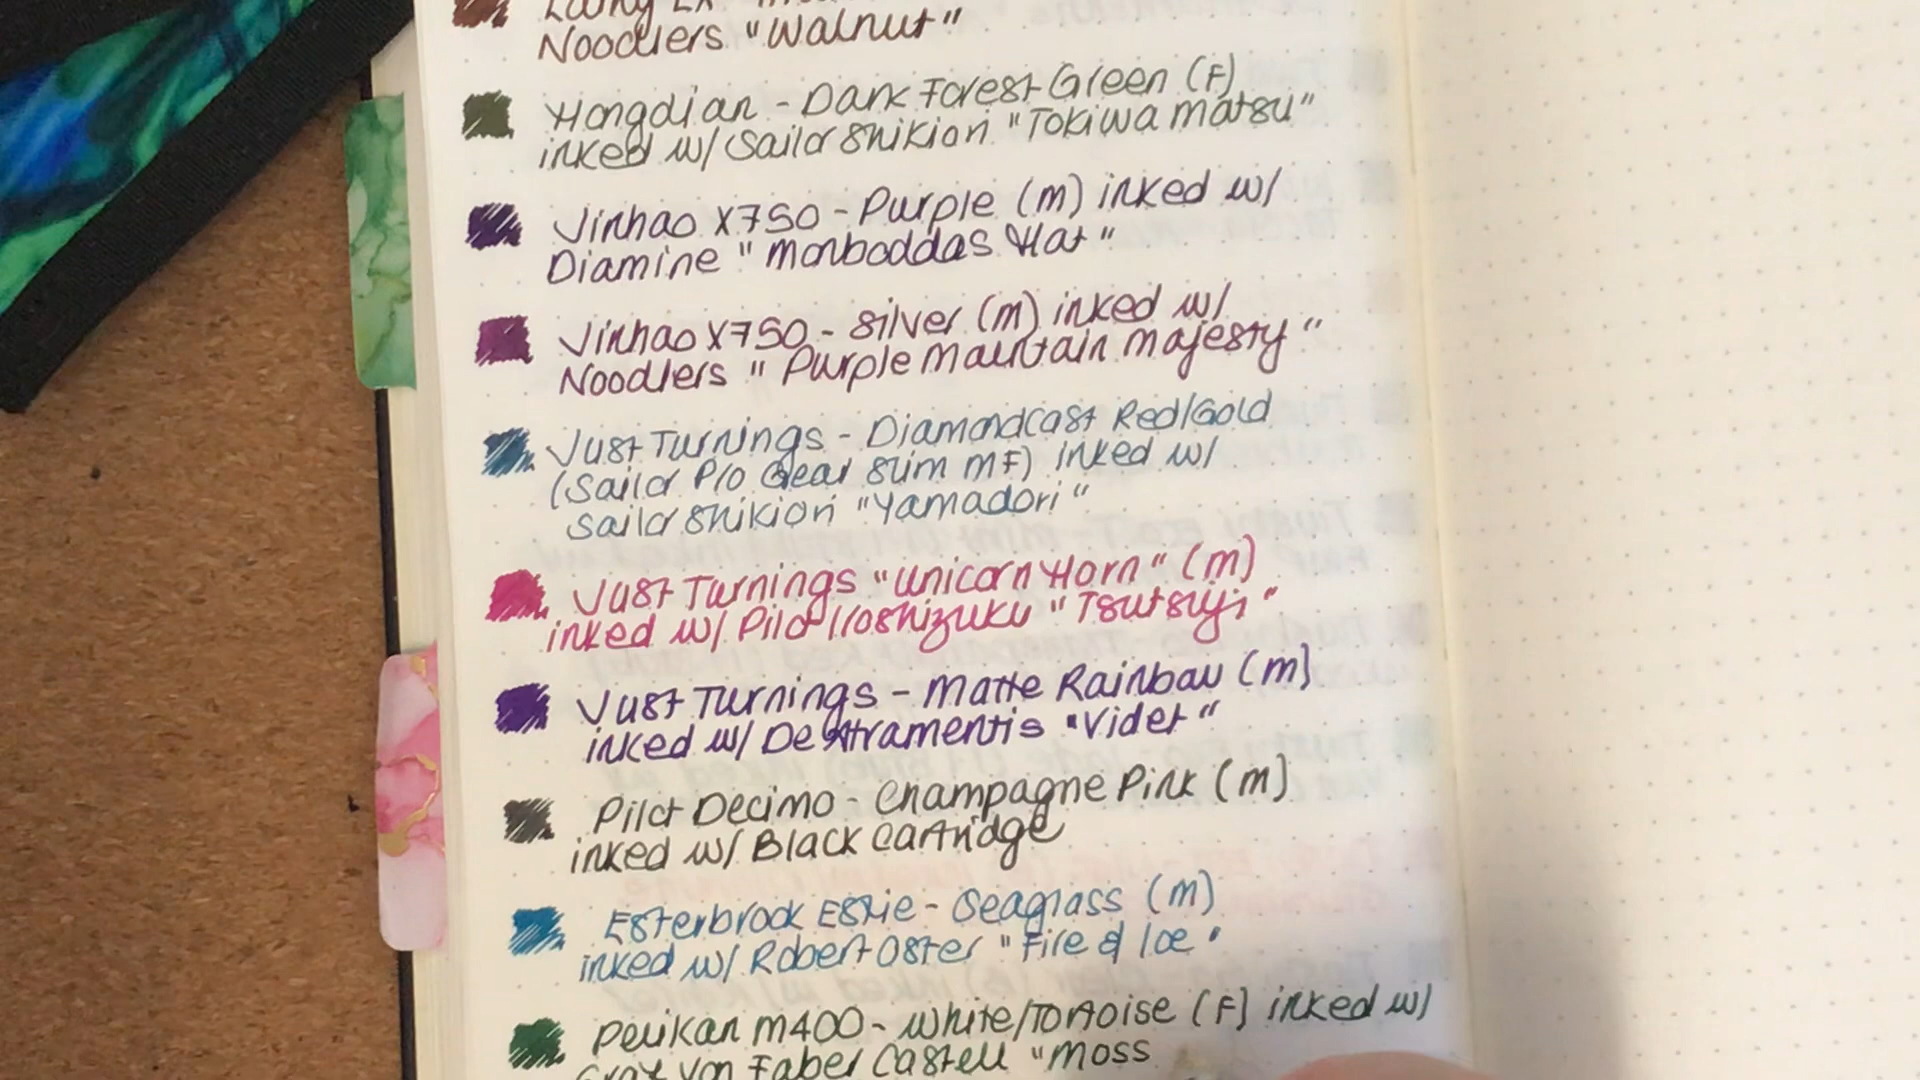 Noodlers "Walnut"
Hongdian - Dark Forest Green (F)
inked w/ Sailor Shikiori "Tokiwa Matsu"
Jinhao X750 - Purple (m) inked w/
Diamine "Monboddas Hat"
Jinhao X750 - Silver (m) inked w/
Noodlers "Purple Mountain Majesty"
Just Turnings - Diamondcast Red/Gold
(Sailor Pro Gear Slim MF) inked w/
Sailor Shikiori "Yamadori"
Just Turnings "Unicorn Horn" (m)
inked w/ Pilot Iroshizuku "Tsutsuji"
Just Turnings - Matte Rainbow (m)
inked w/ De Atramentis "Violet"
Pilot Decimo - Champagne Pink (m)
inked w/ Black Cartridge
Esterbrook Estie - Seaglass (m)
inked w/ Robert Oster "Fire & Ice"
Pelikan M400 - White/Tortoise (F) inked w/
Graf Von Faber Castell "Moss